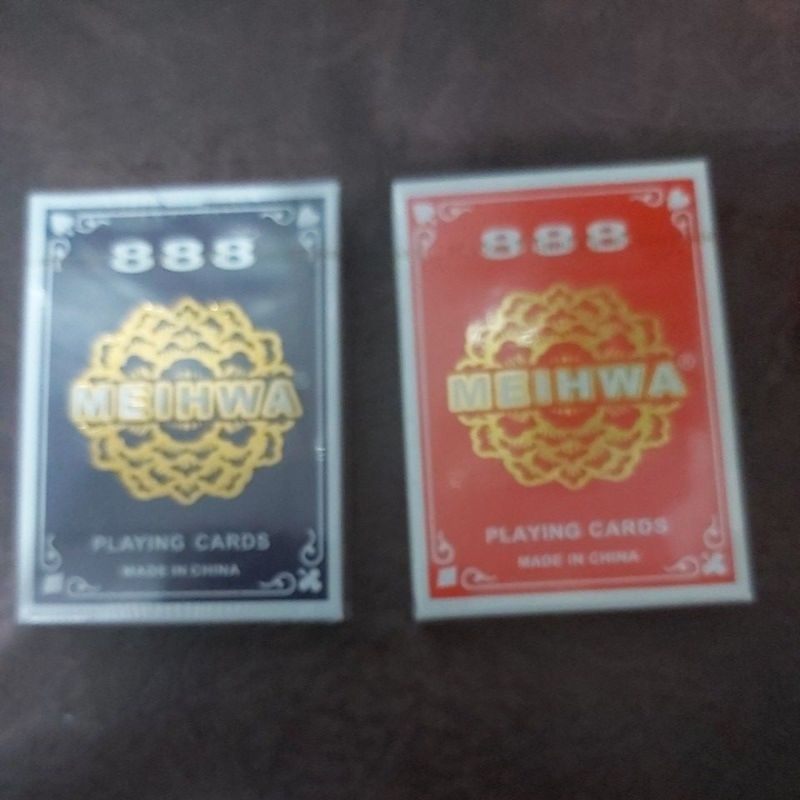 888
MEIHWA
PLAYING CARDS
MADE IN CHINA
888
MEIHWA®
PLAYING CARDS
MADE IN CHINA